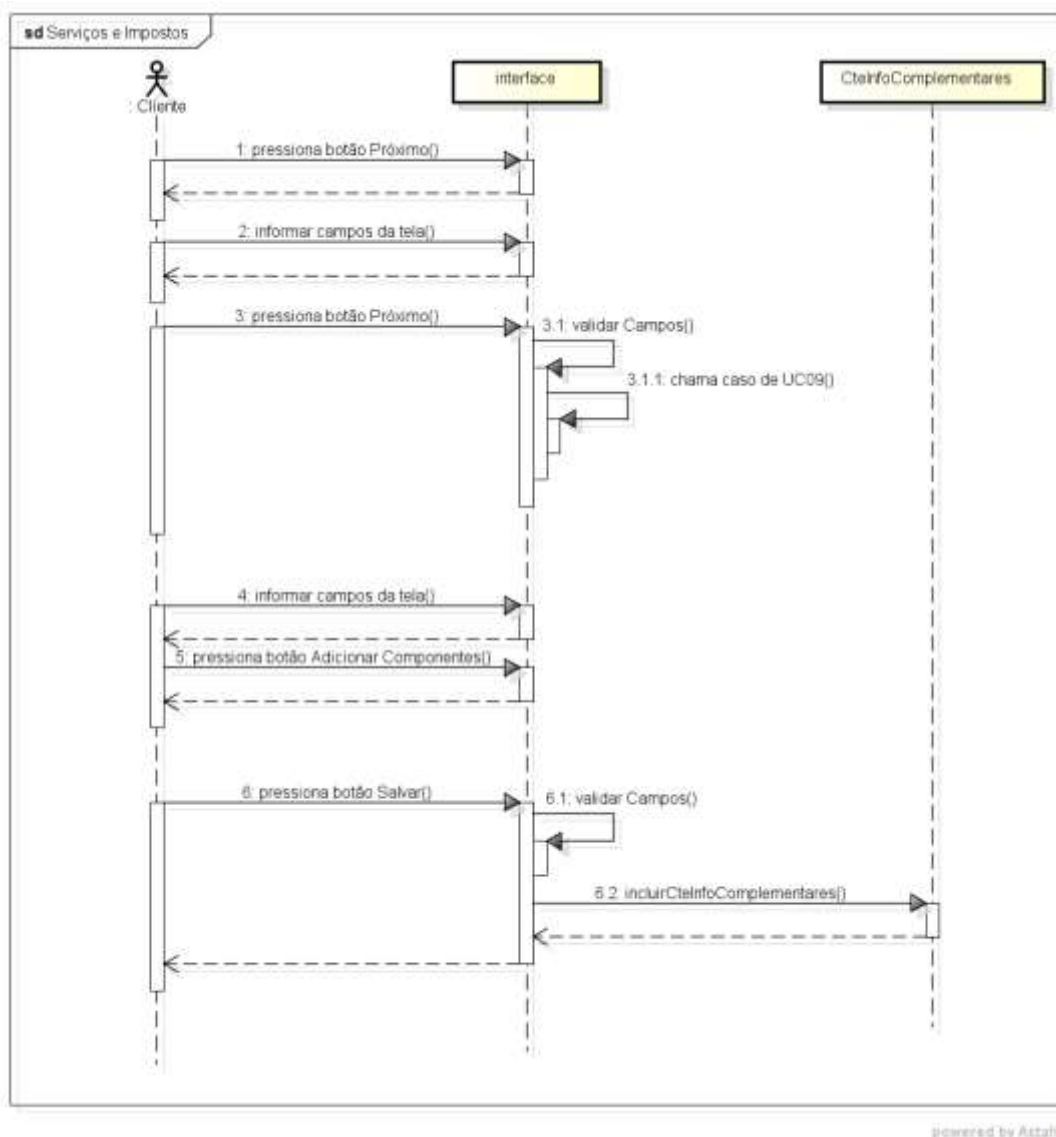 sd Serviços e Impostos
: Cliente
interface
CteInfoComplementares
1: pressiona botão Próximo()
2: informar campos da tela()
3: pressiona botão Próximo()
3.1: validar Campos()
3.1.1: chama caso de UC09()
4: informar campos da tela()
5: pressiona botão Adicionar Componentes()
6: pressiona botão Salvar()
6.1: validar Campos()
6.2: incluirCteInfoComplementares()
powered by Astah